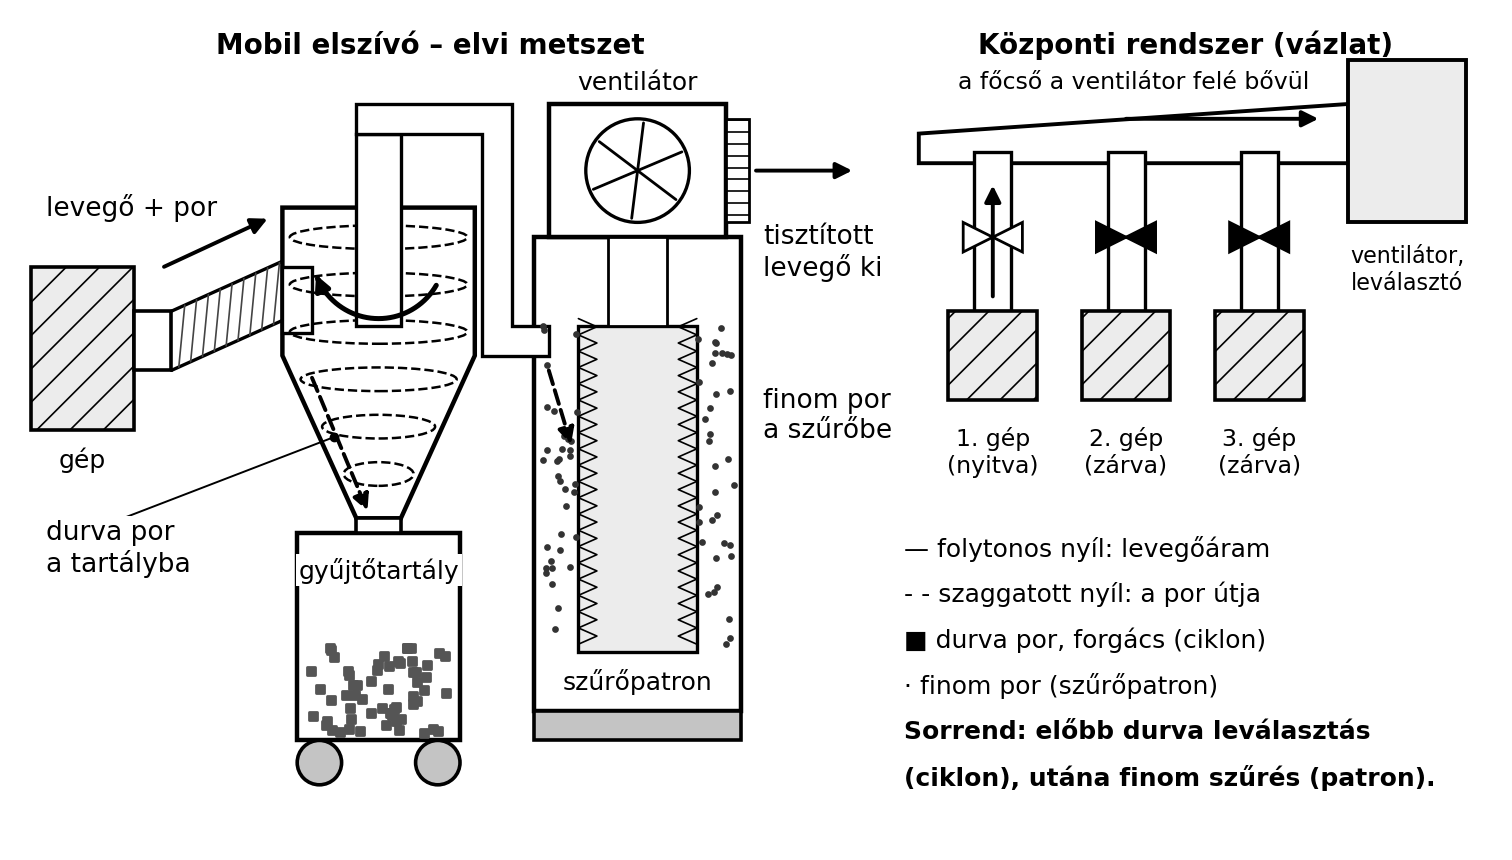 Mobil elszívó – elvi metszet
ventilátor
levegő + por
tisztított
levegő ki
finom por
a szűrőbe
gép
durva por
a tartályba
gyűjtőtartály
szűrőpatron
Központi rendszer (vázlat)
a főcső a ventilátor felé bővül
ventilátor,
leválasztó
1. gép
(nyitva)
2. gép
(zárva)
3. gép
(zárva)
— folytonos nyíl: levegőáram
- - szaggatott nyíl: a por útja
■ durva por, forgács (ciklon)
· finom por (szűrőpatron)
Sorrend: előbb durva leválasztás
(ciklon), utána finom szűrés (patron).